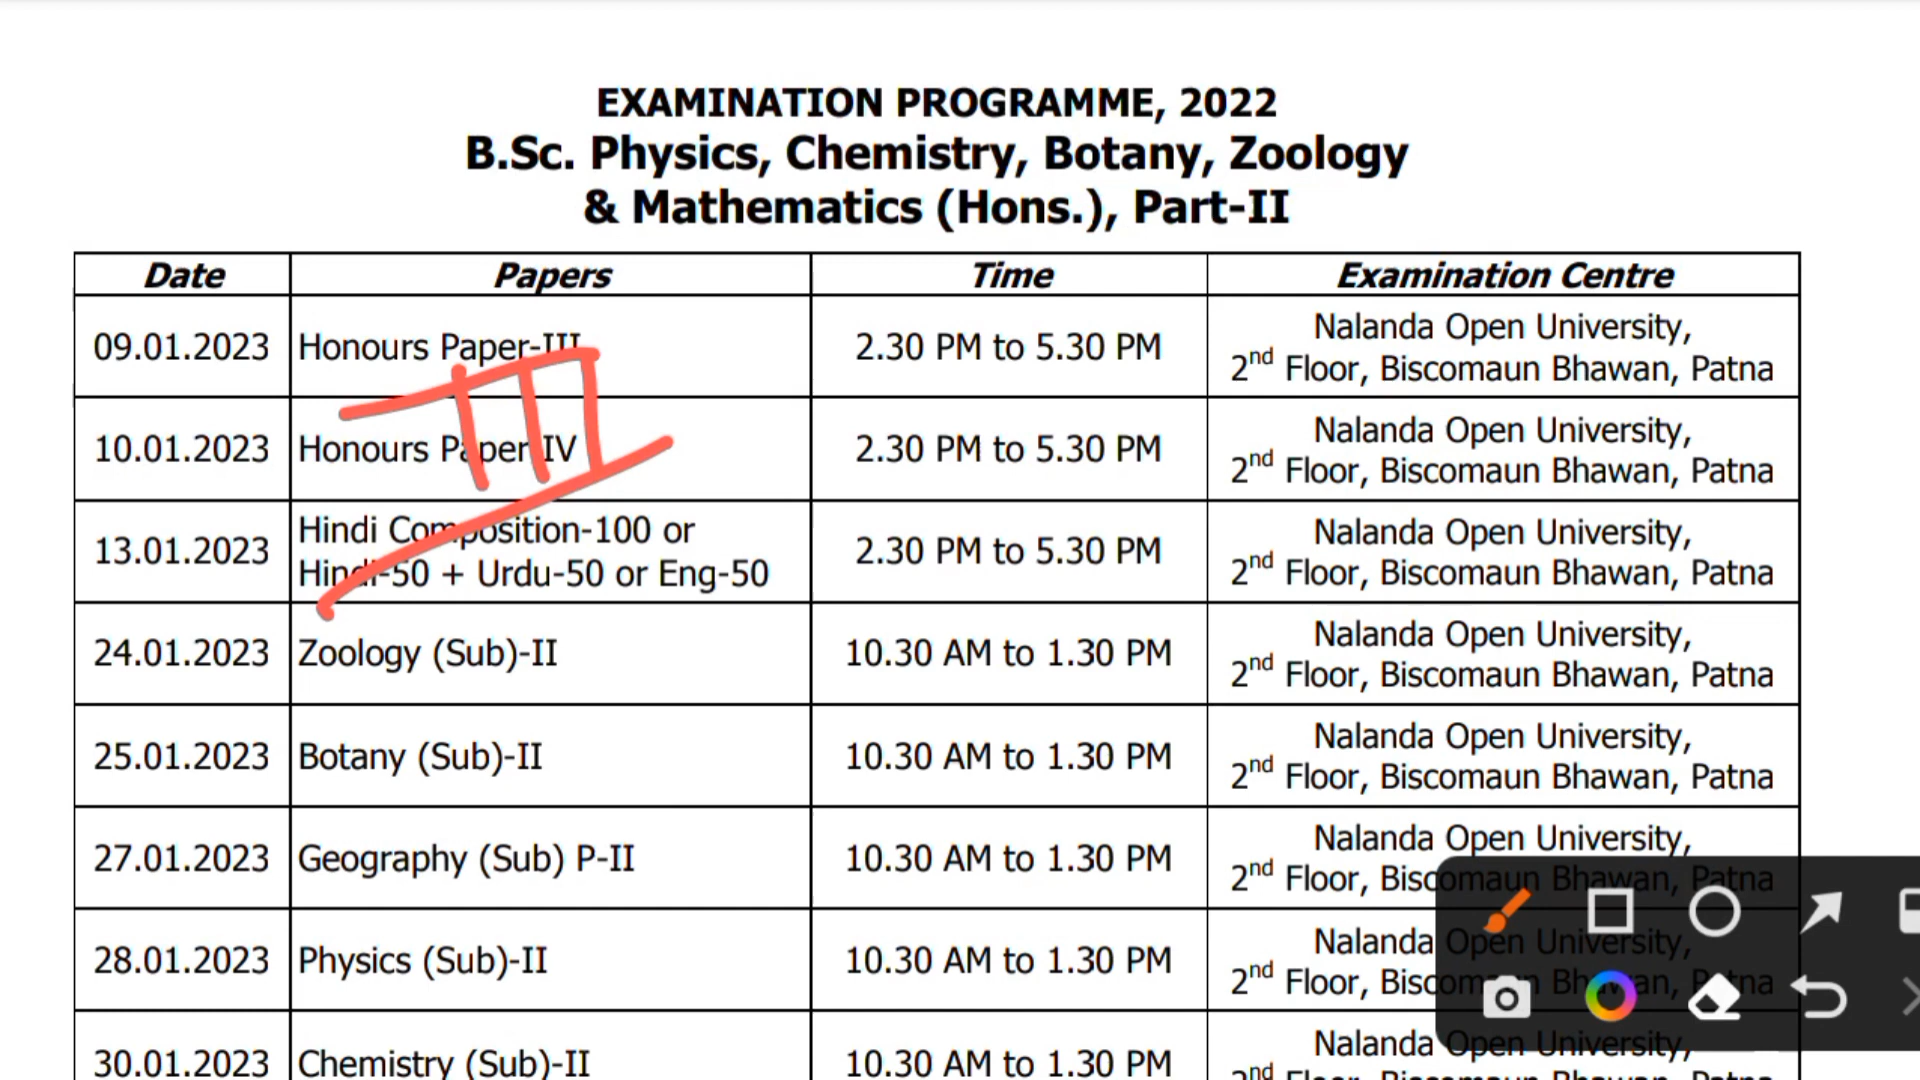 EXAMINATION PROGRAMME, 2022
B.Sc. Physics, Chemistry, Botany, Zoology
& Mathematics (Hons.), Part-II
Date Papers Time Examination Centre
09.01.2023 Honours Paper-III 2.30 PM to 5.30 PM Nalanda Open University,
2nd Floor, Biscomaun Bhawan, Patna
10.01.2023 Honours Paper-IV 2.30 PM to 5.30 PM Nalanda Open University,
2nd Floor, Biscomaun Bhawan, Patna
13.01.2023 Hindi Composition-100 or
Hindi-50 + Urdu-50 or Eng-50 2.30 PM to 5.30 PM Nalanda Open University,
2nd Floor, Biscomaun Bhawan, Patna
24.01.2023 Zoology (Sub)-II 10.30 AM to 1.30 PM Nalanda Open University,
2nd Floor, Biscomaun Bhawan, Patna
25.01.2023 Botany (Sub)-II 10.30 AM to 1.30 PM Nalanda Open University,
2nd Floor, Biscomaun Bhawan, Patna
27.01.2023 Geography (Sub) P-II 10.30 AM to 1.30 PM Nalanda Open University,
2nd Floor, Biscomaun Bhawan, Patna
28.01.2023 Physics (Sub)-II 10.30 AM to 1.30 PM Nalanda Open University,
2nd Floor, Biscomaun Bhawan, Patna
30.01.2023 Chemistry (Sub)-II 10.30 AM to 1.30 PM Nalanda Open University,
III